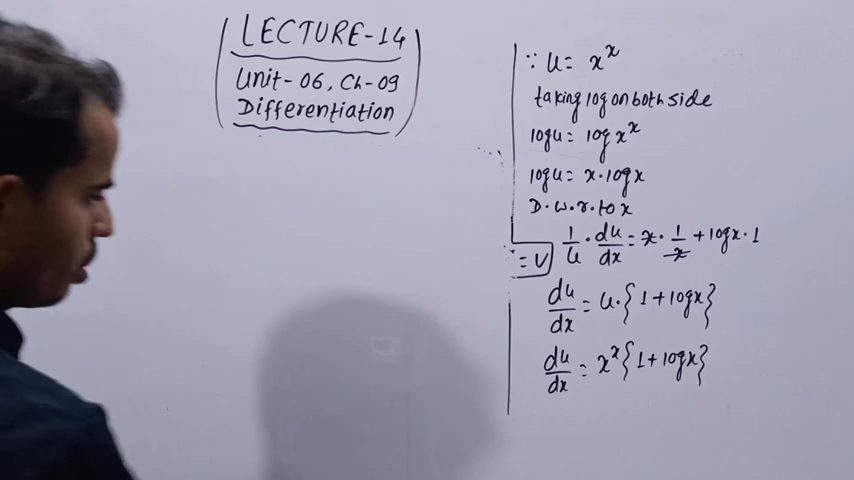 LECTURE-14
Unit-06, Ch-09
Differentiation
∵ u = x^x
taking log on both side
log u = log x^x
log u = x·log x
D·w·r·to x
1/u · du/dx = x · 1/x + log x · 1
= V
du/dx = u·{1+log x}
du/dx = x^x {1+log x}